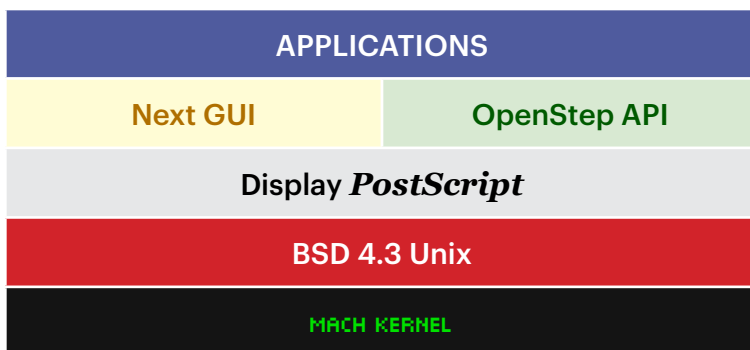 APPLICATIONS
Next GUI
OpenStep API
Display PostScript
BSD 4.3 Unix
MACH KERNEL